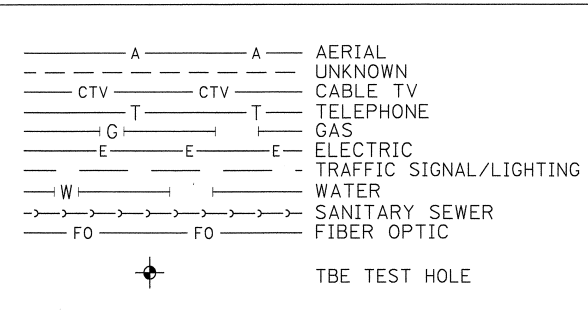 A A AERIAL
UNKNOWN
CTV CTV CABLE TV
T T TELEPHONE
G GAS
E E E ELECTRIC
TRAFFIC SIGNAL/LIGHTING
W WATER
SANITARY SEWER
FO FO FIBER OPTIC
TBE TEST HOLE